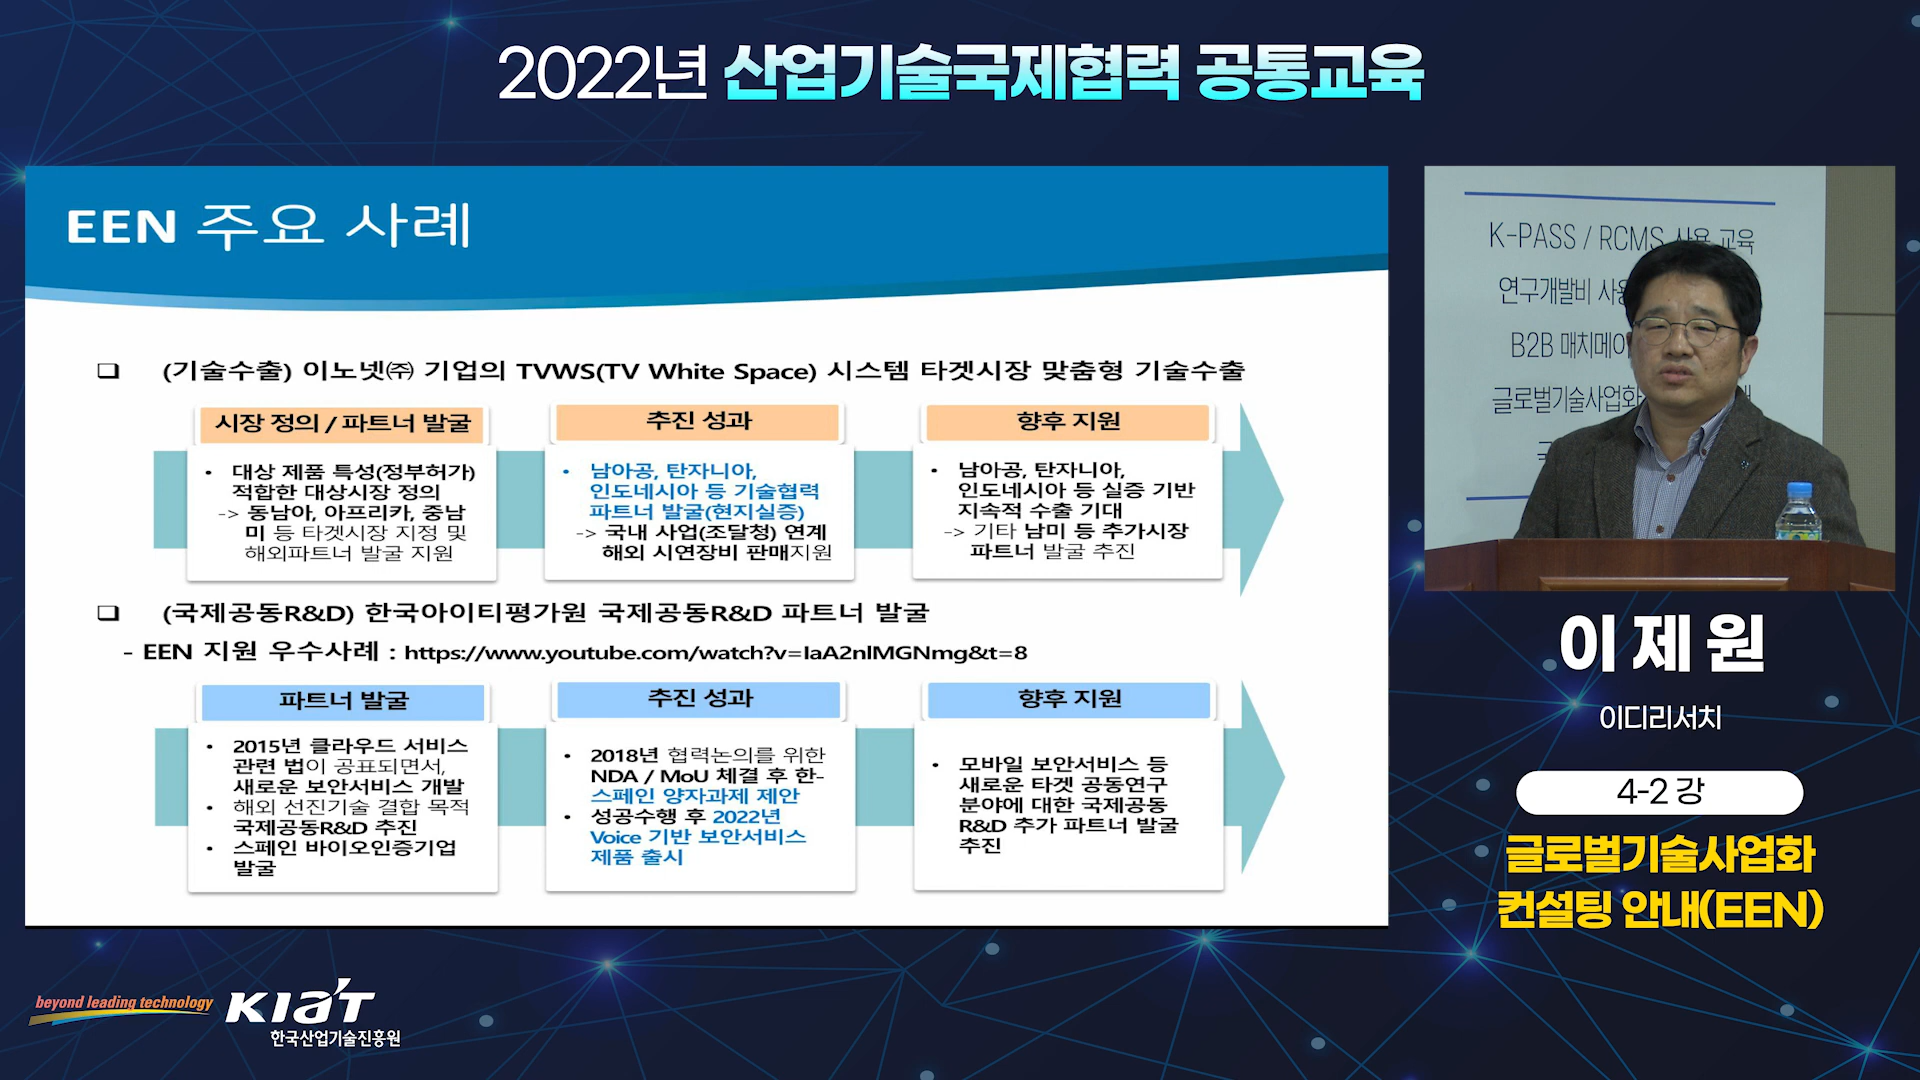 2022년 산업기술국제협력 공통교육
EEN 주요 사례
❑ (기술수출) 이노넷㈜ 기업의 TVWS(TV White Space) 시스템 타겟시장 맞춤형 기술수출
시장 정의 / 파트너 발굴
• 대상 제품 특성(정부허가)
적합한 대상시장 정의
-> 동남아, 아프리카, 중남
미 등 타겟시장 지정 및
해외파트너 발굴 지원
추진 성과
• 남아공, 탄자니아,
인도네시아 등 기술협력
파트너 발굴(현지실증)
-> 국내 사업(조달청) 연계
해외 시연장비 판매지원
향후 지원
• 남아공, 탄자니아,
인도네시아 등 실증 기반
지속적 수출 기대
-> 기타 남미 등 추가시장
파트너 발굴 추진
❑ (국제공동R&D) 한국아이티평가원 국제공동R&D 파트너 발굴
- EEN 지원 우수사례 : https://www.youtube.com/watch?v=IaA2nlMGNmg&t=8
파트너 발굴
• 2015년 클라우드 서비스
관련 법이 공표되면서,
새로운 보안서비스 개발
• 해외 선진기술 결합 목적
국제공동R&D 추진
• 스페인 바이오인증기업
발굴
추진 성과
• 2018년 협력논의를 위한
NDA / MoU 체결 후 한-
스페인 양자과제 제안
• 성공수행 후 2022년
Voice 기반 보안서비스
제품 출시
향후 지원
• 모바일 보안서비스 등
새로운 타겟 공동연구
분야에 대한 국제공동
R&D 추가 파트너 발굴
추진
K-PASS / RCMS 사용 교육
연구개발비 사용
B2B 매치메이
글로벌기술사업화
이 제 원
이디리서치
4-2 강
글로벌기술사업화
컨설팅 안내(EEN)
beyond leading technology
KIAT
한국산업기술진흥원